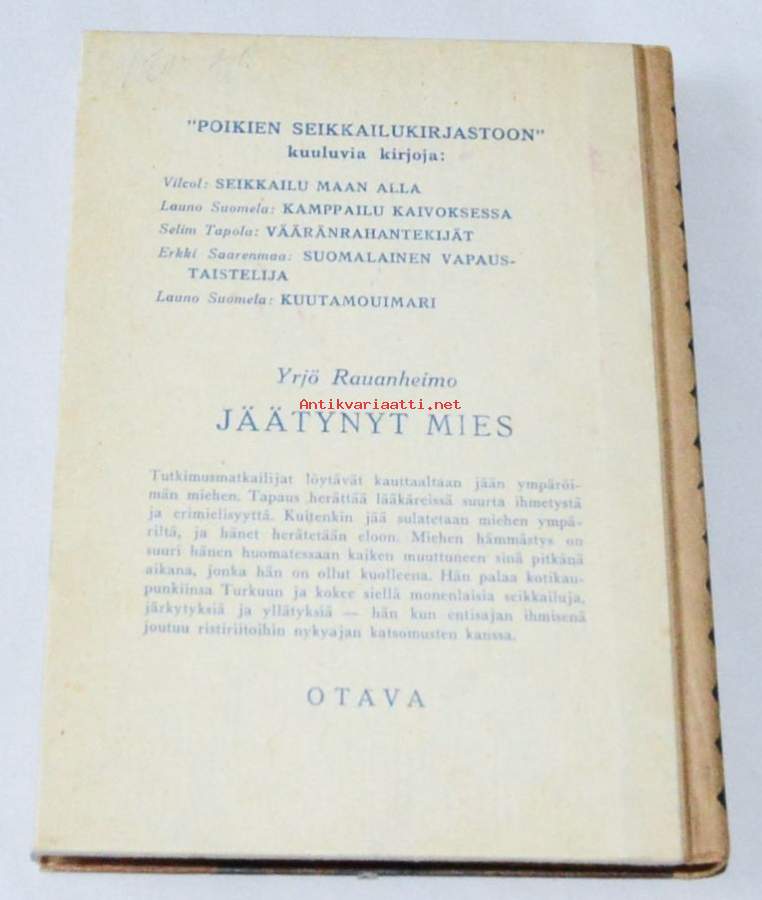 "POIKIEN SEIKKAILUKIRJASTOON"
kuuluvia kirjoja:
Vilcol: SEIKKAILU MAAN ALLA
Launo Suomela: KAMPPAILU KAIVOKSESSA
Selim Tapola: VÄÄRÄNRAHANTEKIJÄT
Erkki Saarenmaa: SUOMALAINEN VAPAUS-
TAISTELIJA
Launo Suomela: KUUTAMOUIMARI
Yrjö Rauanheimo
Antikvariaatti.net
JÄÄTYNYT MIES
Tutkimusmatkailijat löytävät kauttaaltaan jään ympäröi-
män miehen. Tapaus herättää lääkäreissä suurta ihmetystä
ja erimielisyyttä. Kuitenkin jää sulatetaan miehen ympä-
riltä, ja hänet herätetään eloon. Miehen hämmästys on
suuri hänen huomatessaan kaiken muuttuneen sinä pitkänä
aikana, jonka hän on ollut kuolleena. Hän palaa kotikau-
punkiinsa Turkuun ja kokee siellä monenlaisia seikkailuja,
järkytyksiä ja yllätyksiä — hän kun entisajan ihmisenä
joutuu ristiriitoihin nykyajan katsomusten kanssa.
OTAVA